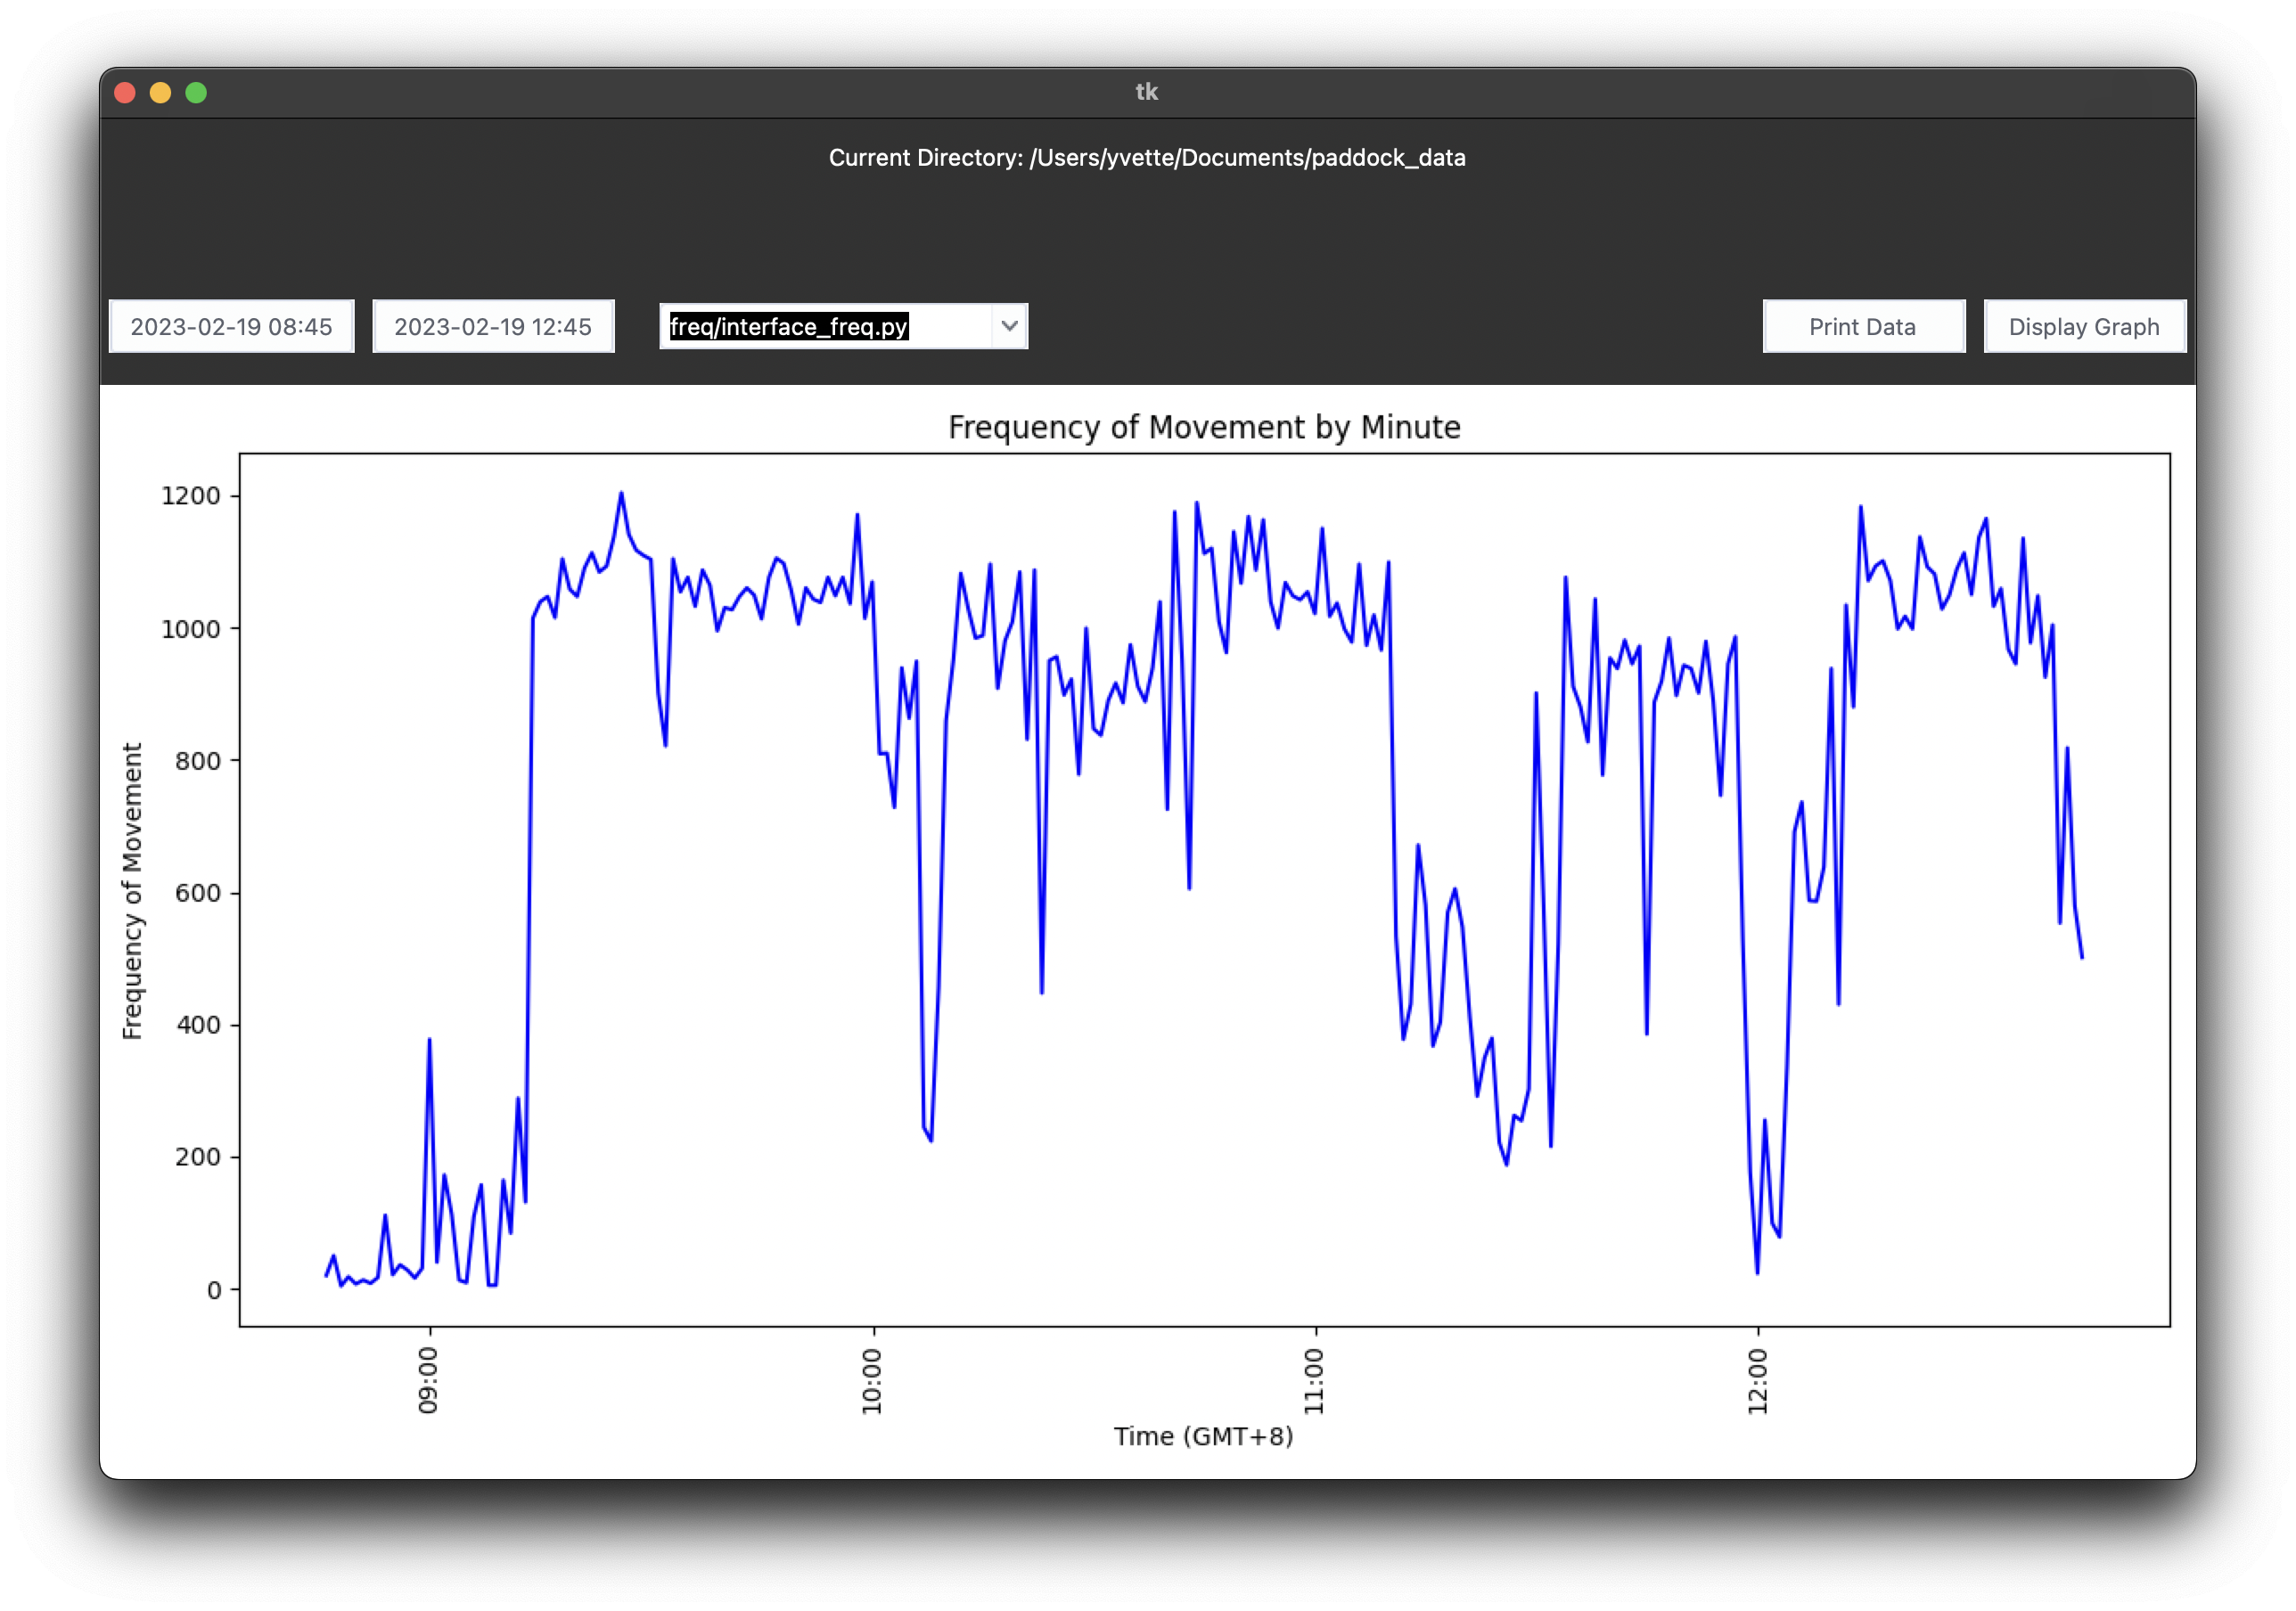 tk
Current Directory: /Users/yvette/Documents/paddock_data
2023-02-19 08:45
2023-02-19 12:45
freq/interface_freq.py
Print Data
Display Graph
Frequency of Movement by Minute
Frequency of Movement
1200
1000
800
600
400
200
0
09:00
10:00
11:00
12:00
Time (GMT+8)